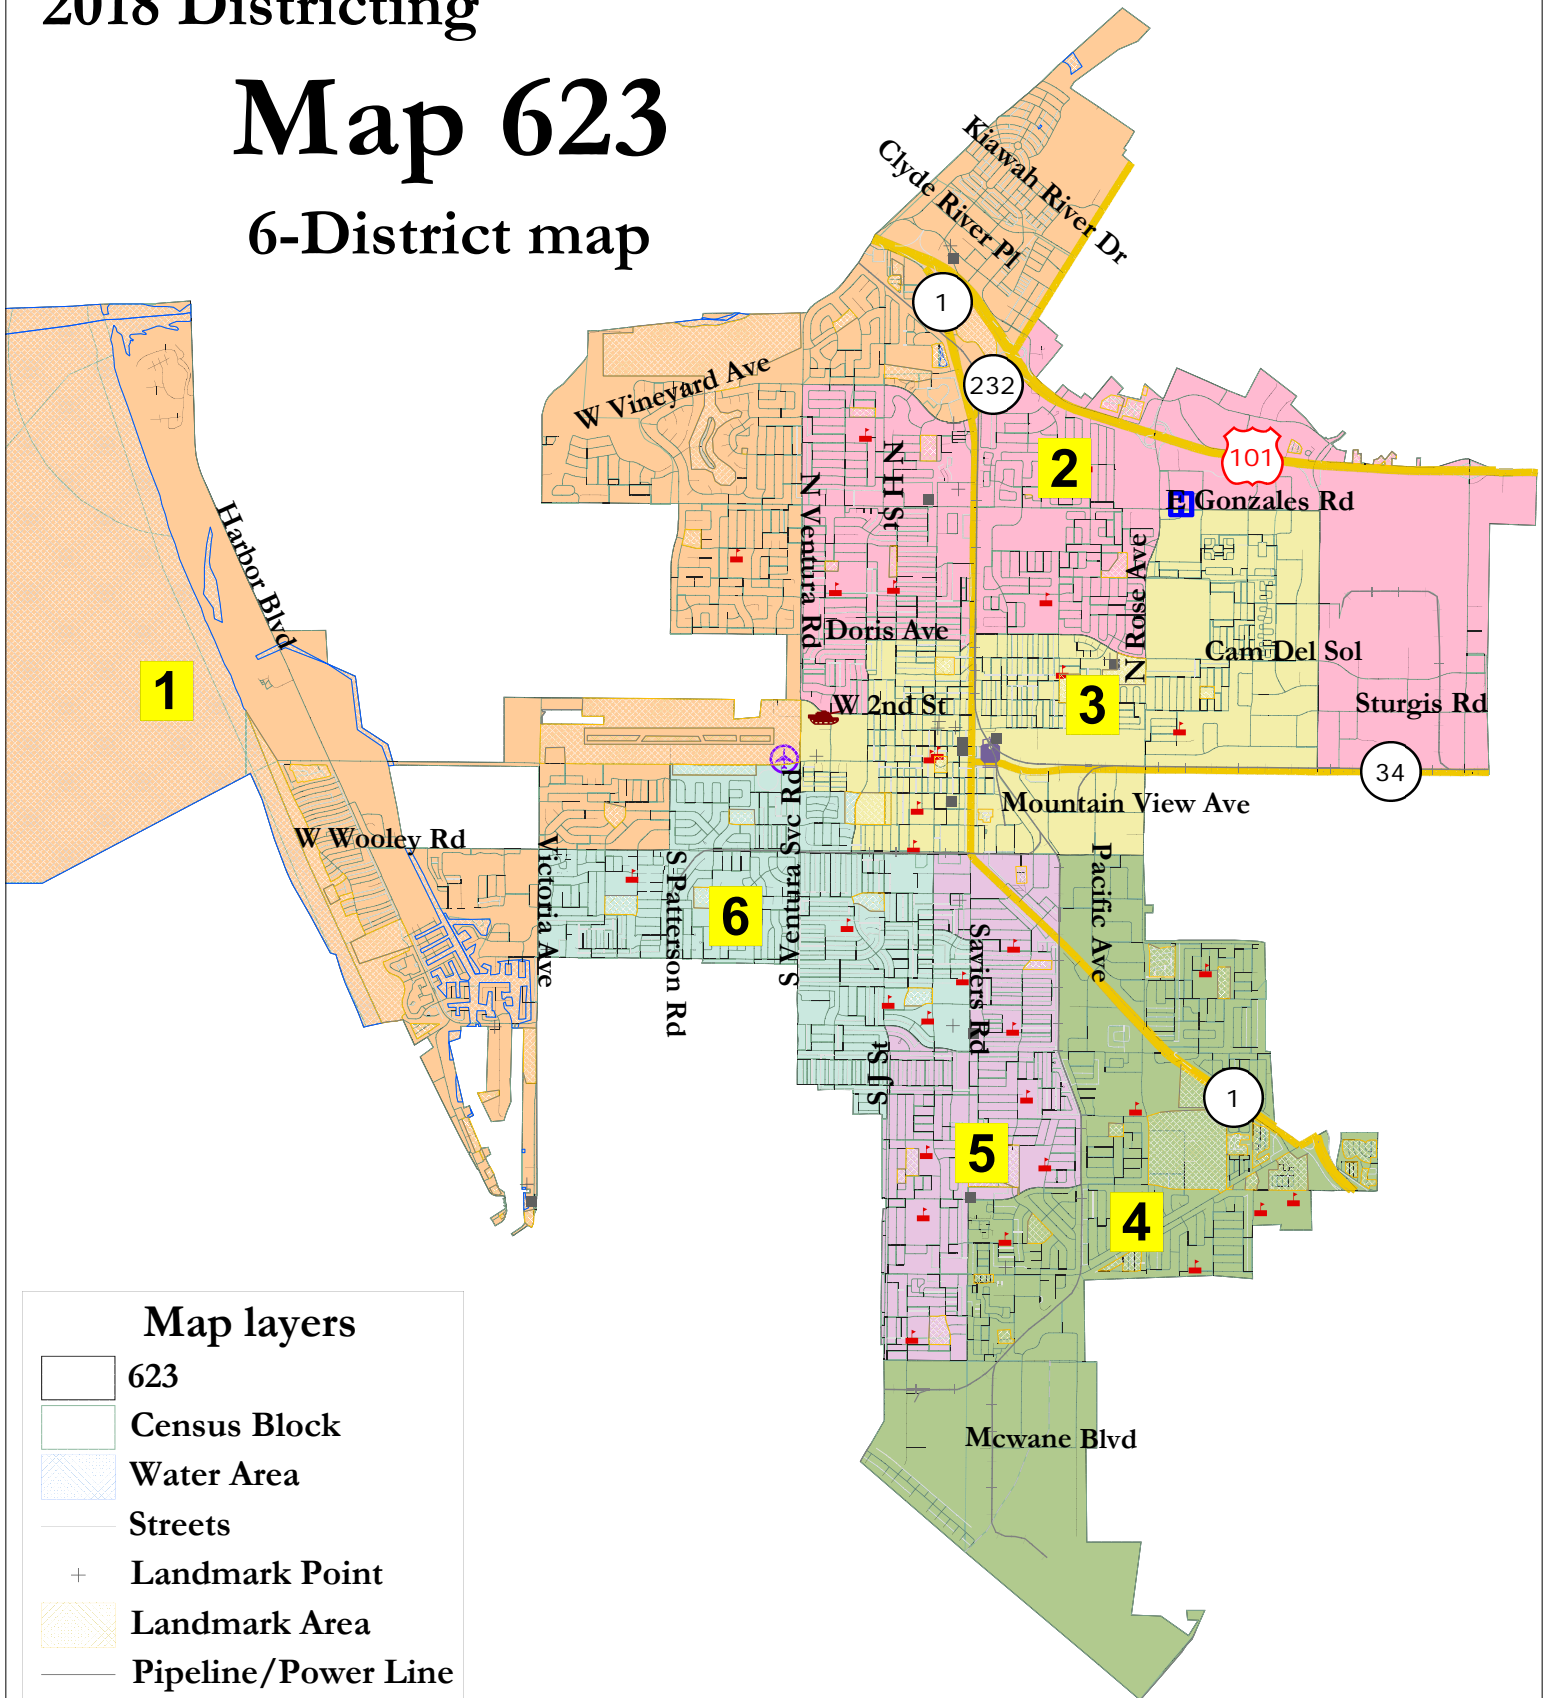 2018 Districting
Map 623
6-District map
Kiawah River Dr
Clyde River Pl
1
232
W Vineyard Ave
2
101
N H St
H
E Gonzales Rd
N Ventura Rd
N Rose Ave
Harbor Blvd
Doris Ave
Cam Del Sol
1
3
W 2nd St
Sturgis Rd
34
Mountain View Ave
W Wooley Rd
Victoria Ave
S Patterson Rd
S Ventura Svc Rd
Pacific Ave
6
Saviers Rd
S J St
1
5
4
Mcwane Blvd
Map layers
623
Census Block
Water Area
Streets
Landmark Point
Landmark Area
Pipeline/Power Line